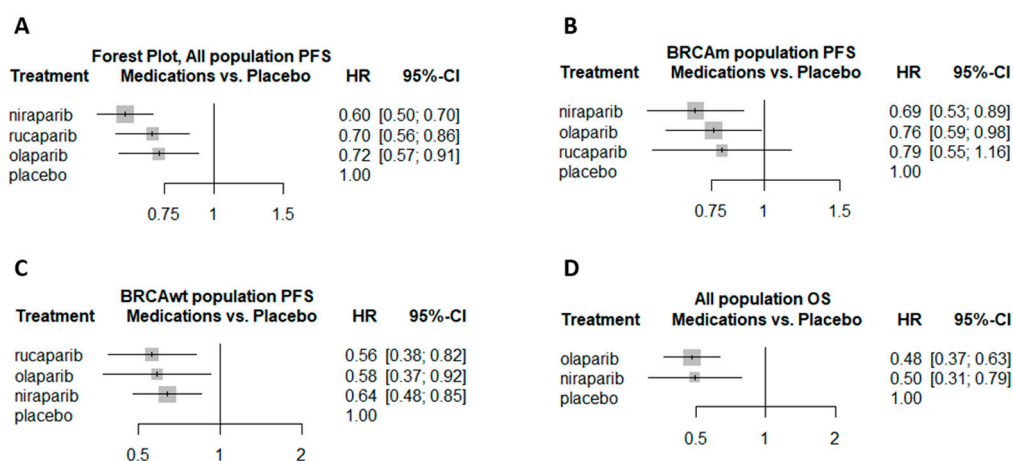 A
Forest Plot, All population PFS
Treatment Medications vs. Placebo HR 95%-CI
niraparib 0.60 [0.50; 0.70]
rucaparib 0.70 [0.56; 0.86]
olaparib 0.72 [0.57; 0.91]
placebo 1.00
0.75 1 1.5
B
BRCAm population PFS
Treatment Medications vs. Placebo HR 95%-CI
niraparib 0.69 [0.53; 0.89]
olaparib 0.76 [0.59; 0.98]
rucaparib 0.79 [0.55; 1.16]
placebo 1.00
0.75 1 1.5
C
BRCAwt population PFS
Treatment Medications vs. Placebo HR 95%-CI
rucaparib 0.56 [0.38; 0.82]
olaparib 0.58 [0.37; 0.92]
niraparib 0.64 [0.48; 0.85]
placebo 1.00
0.5 1 2
D
All population OS
Treatment Medications vs. Placebo HR 95%-CI
olaparib 0.48 [0.37; 0.63]
niraparib 0.50 [0.31; 0.79]
placebo 1.00
0.5 1 2